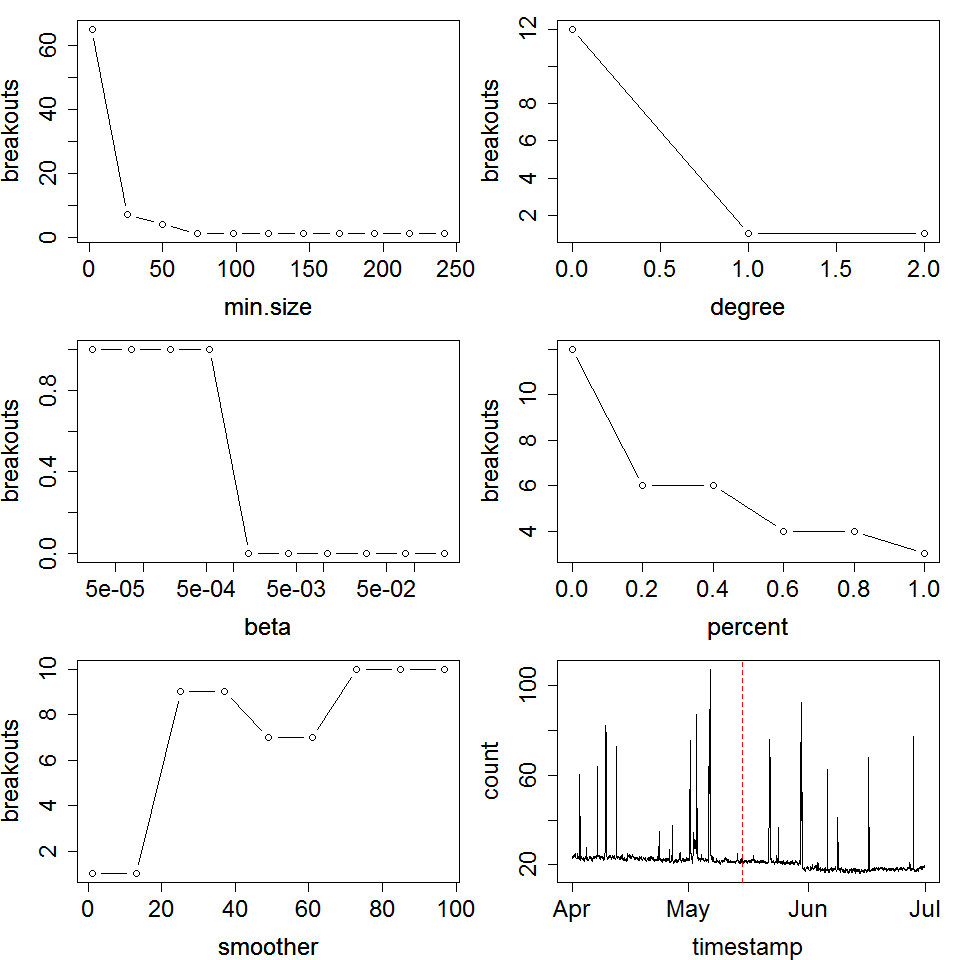 breakouts
0 20 40 60
0 50 100 150 200 250
min.size
breakouts
2 4 6 8 12
0.0 0.5 1.0 1.5 2.0
degree
breakouts
0.0 0.4 0.8
5e-05 5e-04 5e-03 5e-02
beta
breakouts
4 6 8 10
0.0 0.2 0.4 0.6 0.8 1.0
percent
breakouts
2 4 6 8 10
0 20 40 60 80 100
smoother
count
20 60 100
Apr May Jun Jul
timestamp